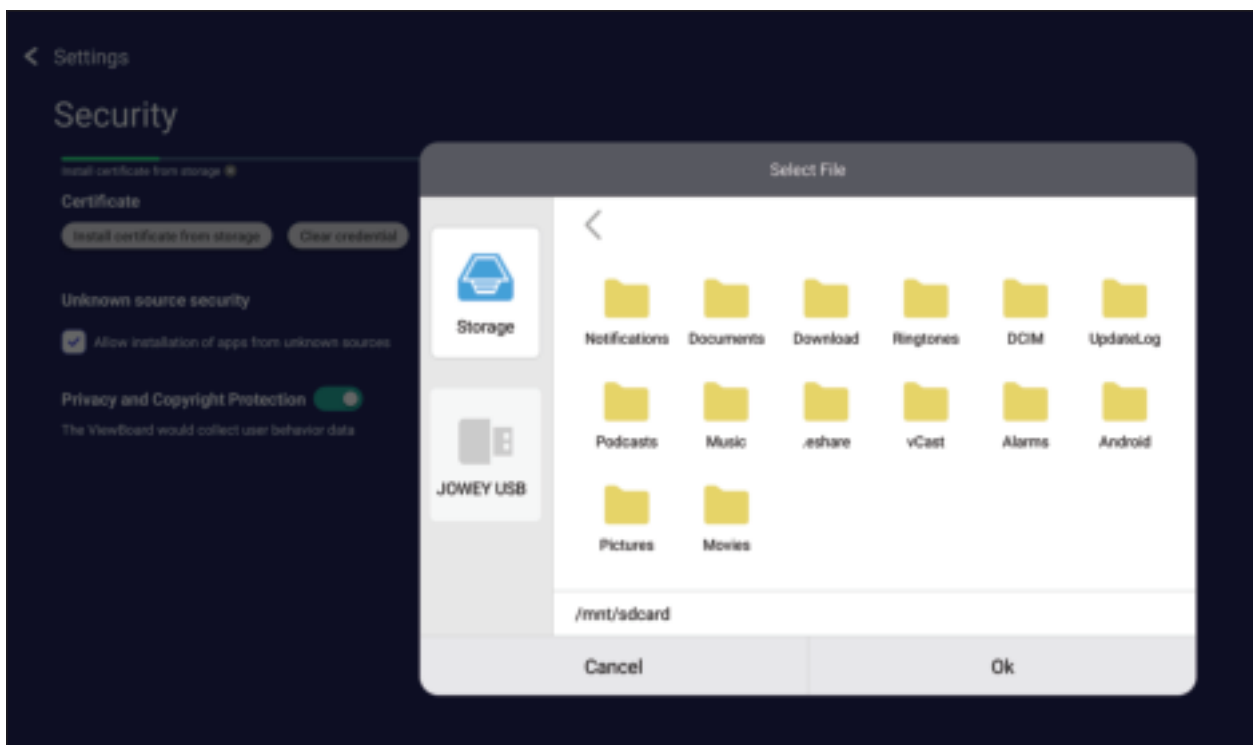 Settings
Security
Install certificate from storage
Certificate
Install certificate from storage Clear credential
Unknown source security
Allow installation of apps from unknown sources
Privacy and Copyright Protection
The ViewBoard would collect user behavior data
Select File
Storage
JOWEY USB
Notifications Documents Download Ringtones DCIM UpdateLog
Podcasts Music .eshare vCast Alarms Android
Pictures Movies
/mnt/sdcard
Cancel Ok